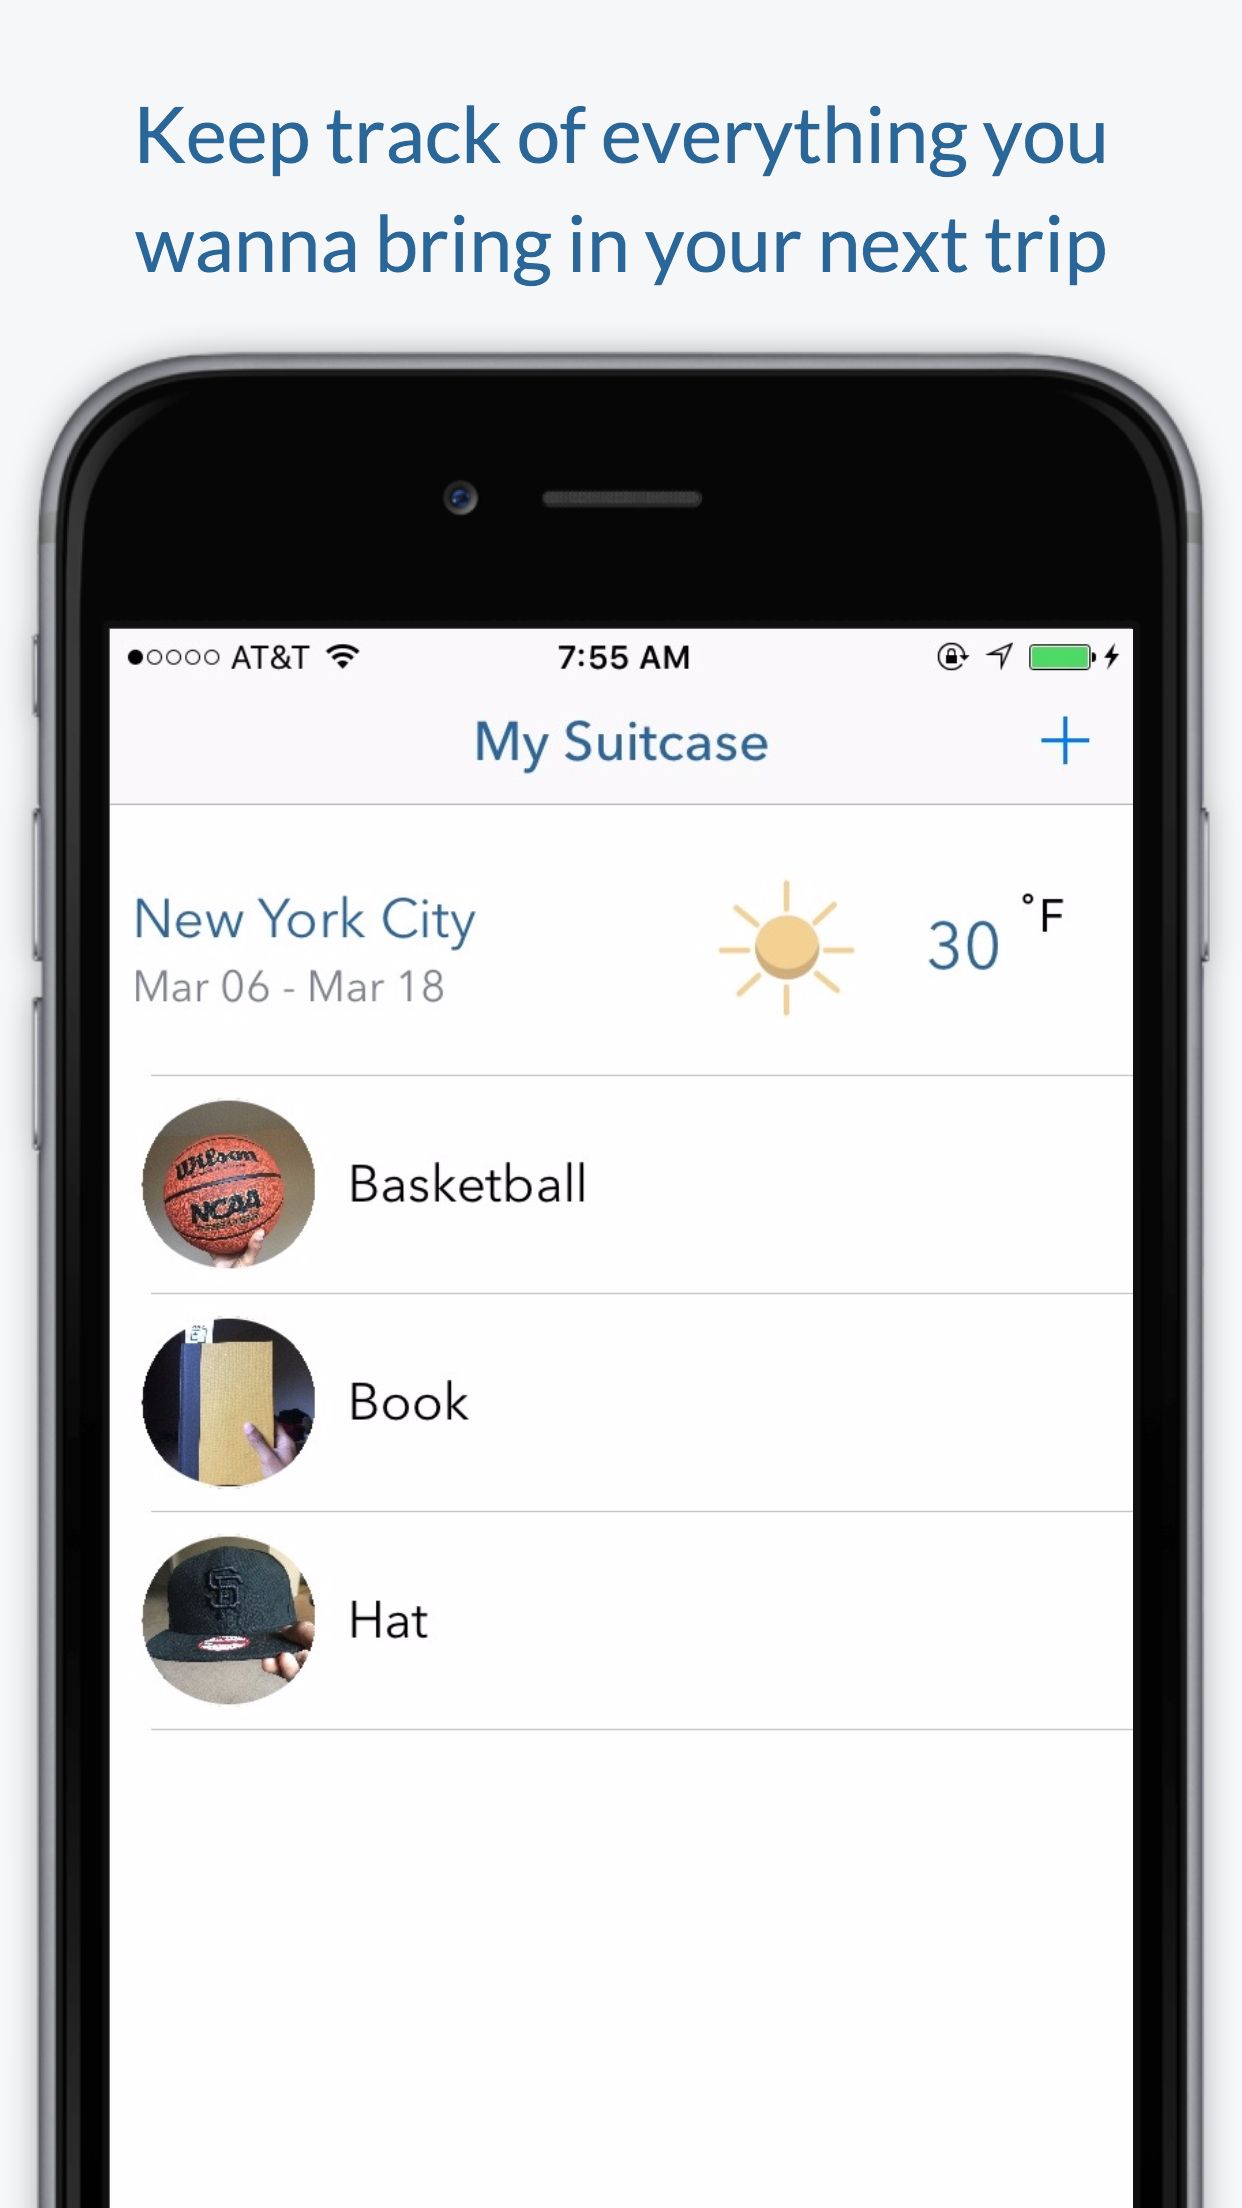 Keep track of everything you
wanna bring in your next trip
AT&T 7:55 AM
My Suitcase
New York City
Mar 06 - Mar 18
30 °F
Wilson
NCAA
Basketball
Book
SF
Hat